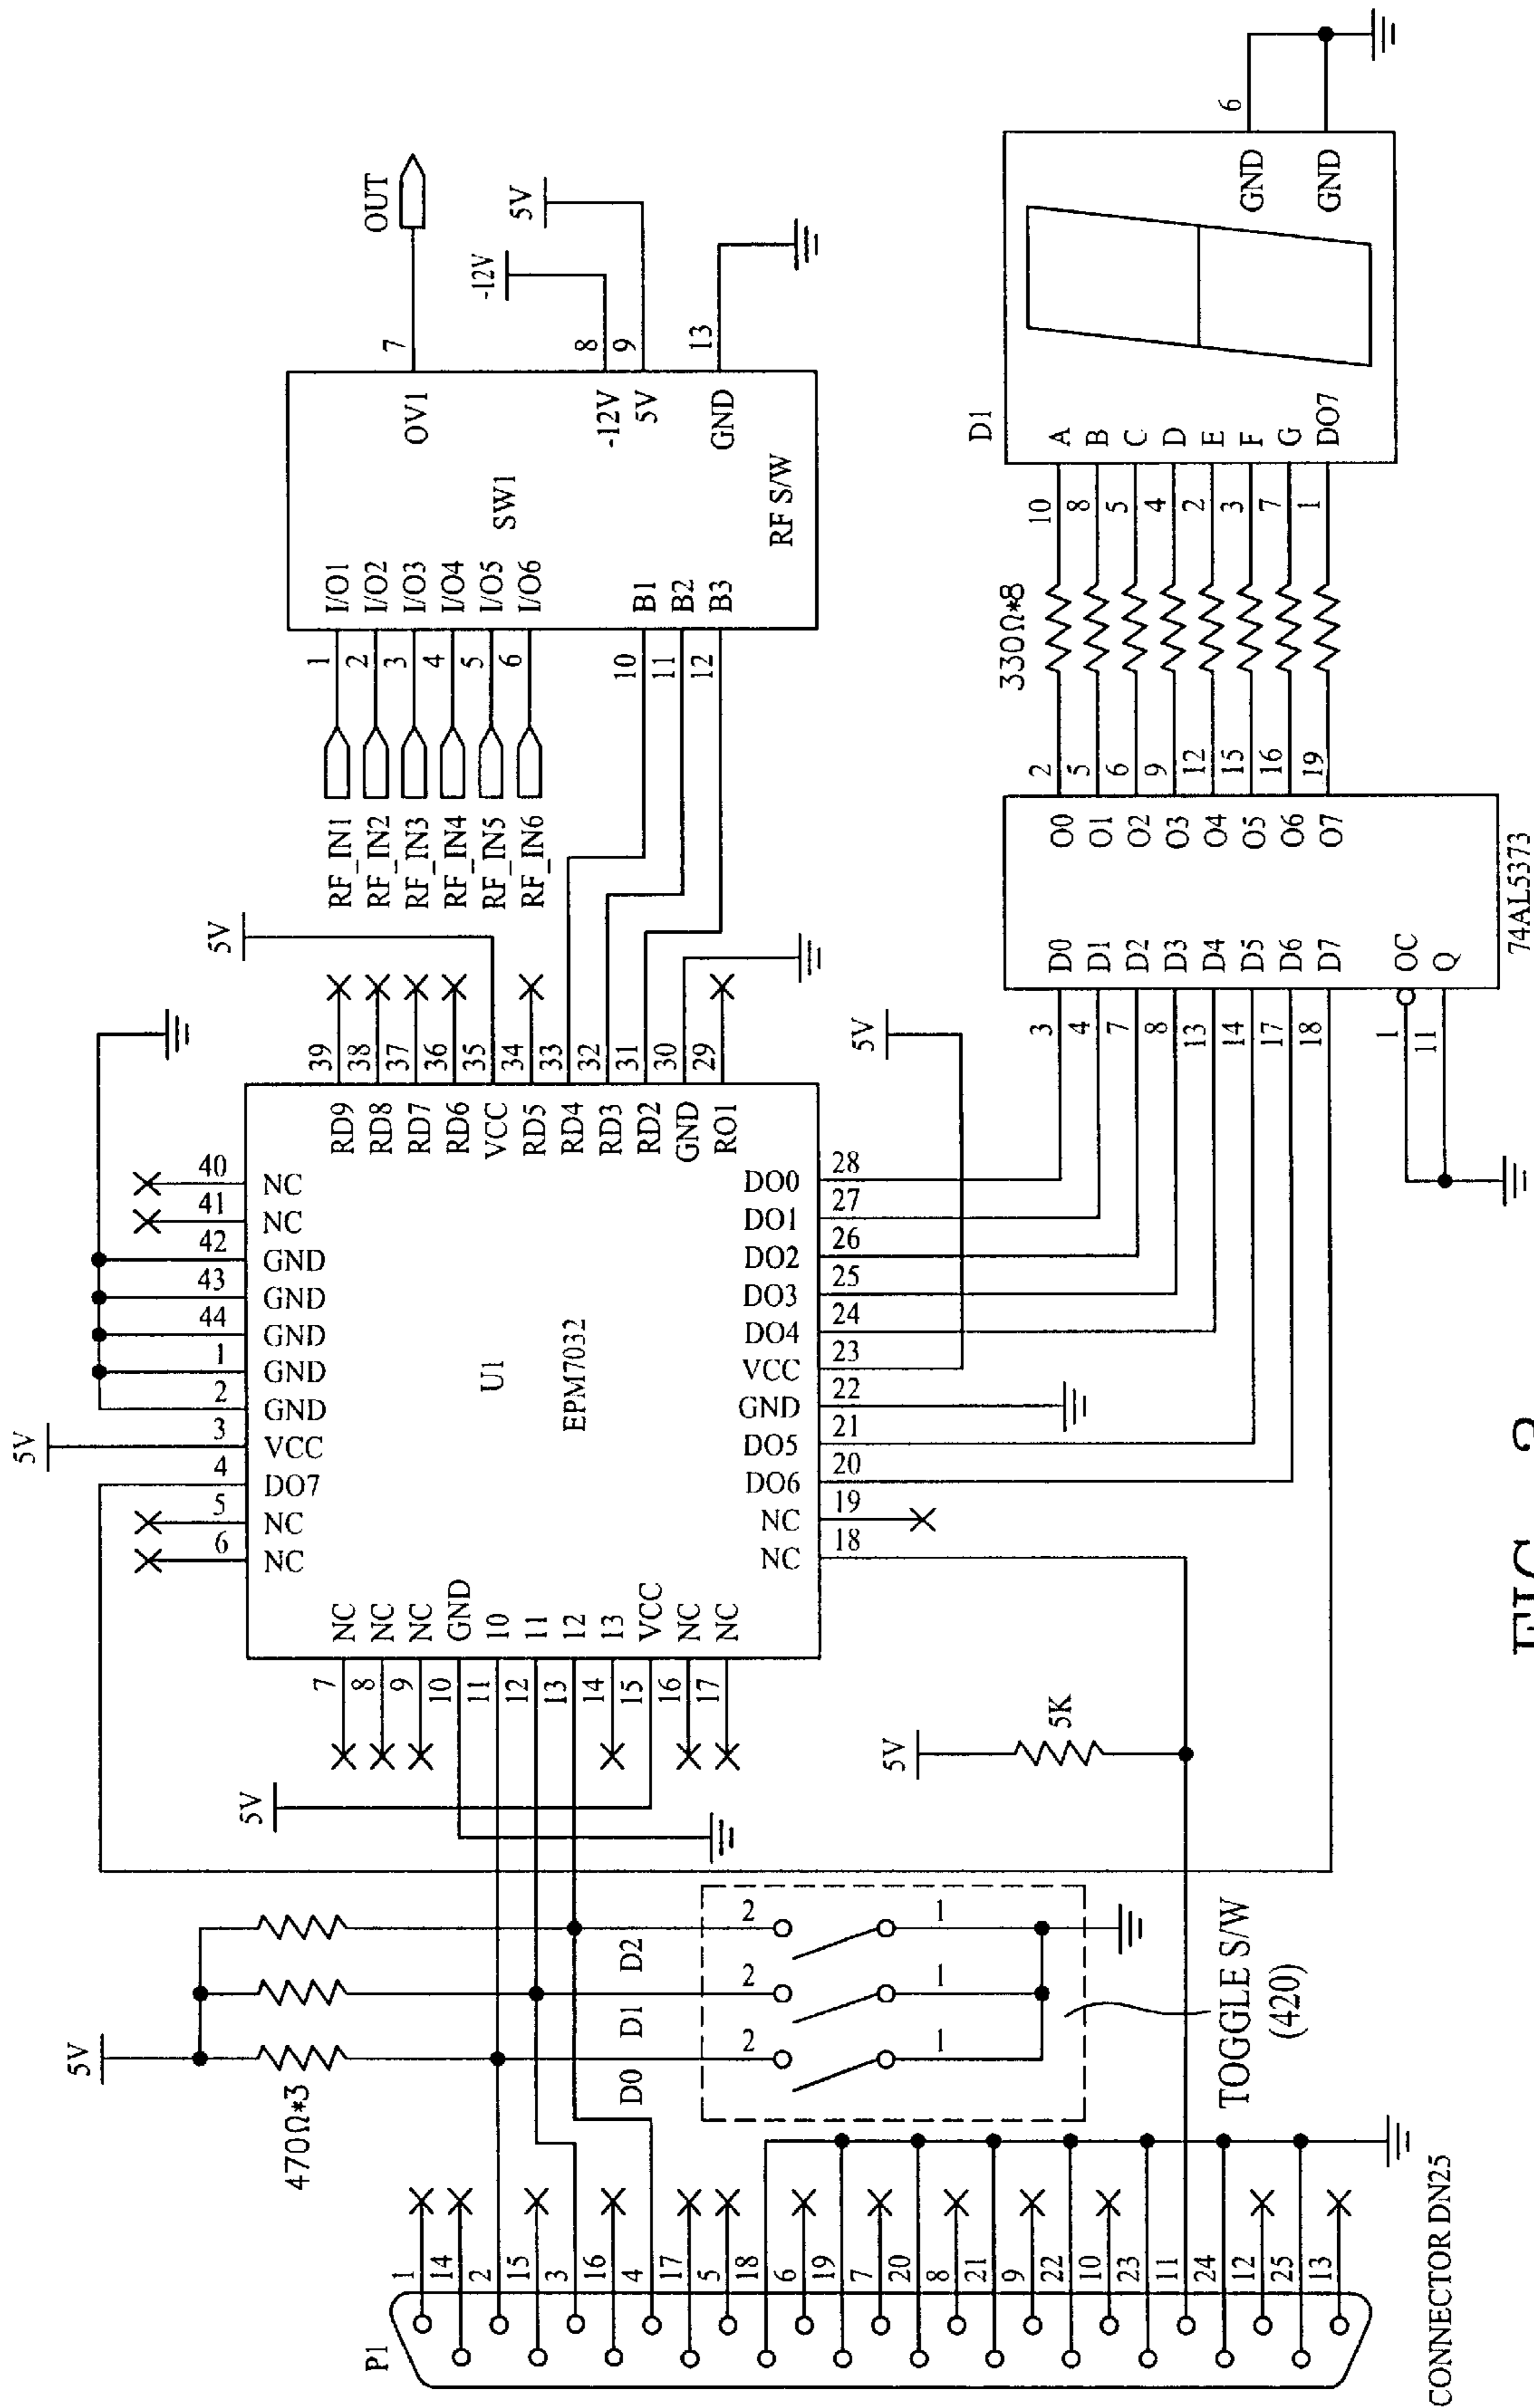 P1
CONNECTOR DN25
1
14
2
15
3
16
4
17
5
18
6
19
7
20
8
21
9
22
10
23
11
24
12
25
13
5V
470Ω*3
D0
D1
D2
2
2
2
1
1
1
TOGGLE S/W
(420)
5V
5K
5V
5V
U1
EPM7032
7 NC
8 NC
9 NC
10 GND
11 10
12 11
13 12
14 13
15 VCC
16 NC
17 NC
6 NC
5 NC
4 DO7
3 VCC
2 GND
1 GND
44 GND
43 GND
42 GND
41 NC
40 NC
39 RD9
38 RD8
37 RD7
36 RD6
35 VCC
34 RD5
33 RD4
32 RD3
31 RD2
30 GND
29 RO1
DO0 28
DO1 27
DO2 26
DO3 25
DO4 24
VCC 23
GND 22
DO5 21
DO6 20
NC 19
NC 18
5V
5V
RF_IN1 1 I/O1
RF_IN2 2 I/O2
RF_IN3 3 I/O3
RF_IN4 4 I/O4
RF_IN5 5 I/O5
RF_IN6 6 I/O6
10 B1
11 B2
12 B3
SW1
RF S/W
OV1 7
OUT
-12V 8
-12V
5V 9
5V
GND 13
3 D0
4 D1
7 D2
8 D3
13 D4
14 D5
17 D6
18 D7
1 OC
11 Q
74AL5373
O0 2
O1 5
O2 6
O3 9
O4 12
O5 15
O6 16
O7 19
330Ω*8
D1
10 A
8 B
5 C
4 D
2 E
3 F
7 G
1 DO7
GND 6
GND
FIG.